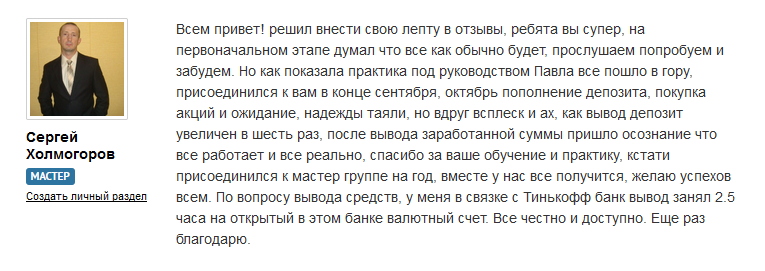 Всем привет! решил внести свою лепту в отзывы, ребята вы супер, на
первоначальном этапе думал что все как обычно будет, прослушаем попробуем и
забудем. Но как показала практика под руководством Павла все пошло в гору,
присоединился к вам в конце сентября, октябрь пополнение депозита, покупка
акций и ожидание, надежды таяли, но вдруг всплеск и ах, как вывод депозит
увеличен в шесть раз, после вывода заработанной суммы пришло осознание что
все работает и все реально, спасибо за ваше обучение и практику, кстати
присоединился к мастер группе на год, вместе у нас все получится, желаю успехов
всем. По вопросу вывода средств, у меня в связке с Тинькофф банк вывод занял 2.5
часа на открытый в этом банке валютный счет. Все честно и доступно. Еще раз
благодарю.
Сергей
Холмогоров
МАСТЕР
Создать личный раздел